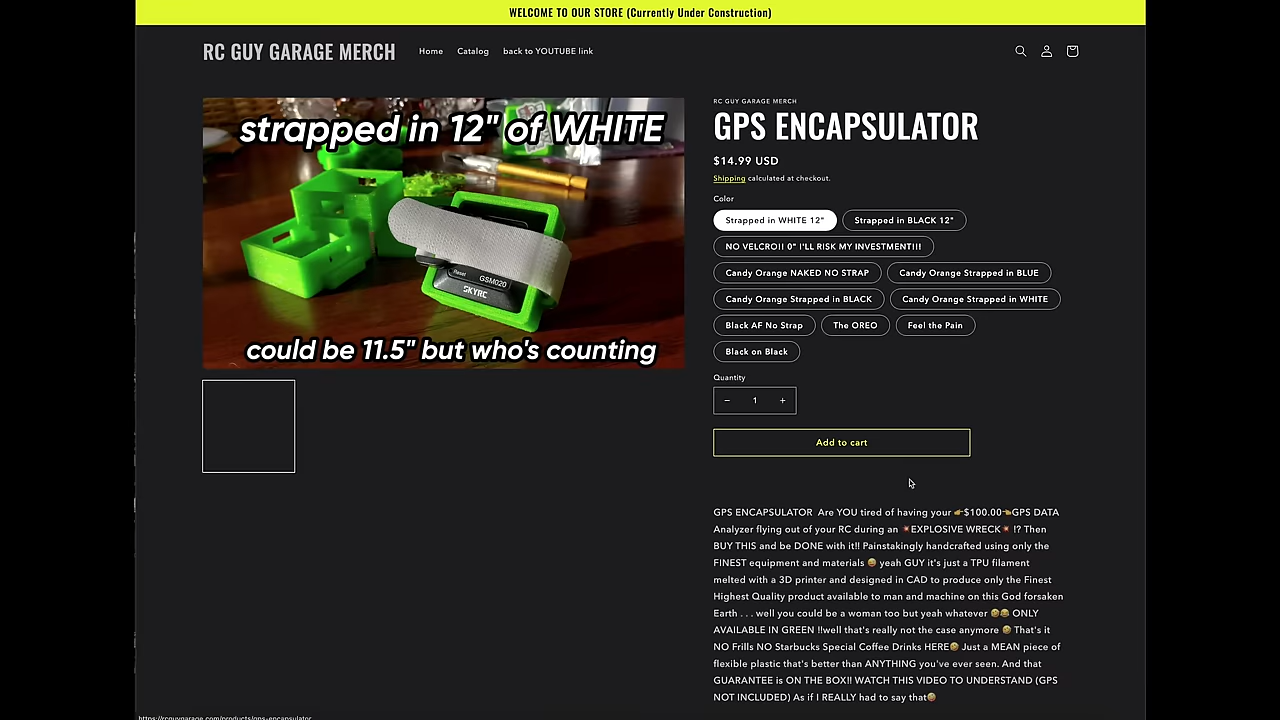 WELCOME TO OUR STORE (Currently Under Construction)
RC GUY GARAGE MERCH
Home
Catalog
back to YOUTUBE link
strapped in 12" of WHITE
Reset
GSM020
SKYRC
could be 11.5" but who's counting
RC GUY GARAGE MERCH
GPS ENCAPSULATOR
$14.99 USD
Shipping calculated at checkout.
Color
Strapped in WHITE 12"
Strapped in BLACK 12"
NO VELCRO!! 0" I'LL RISK MY INVESTMENT!!!
Candy Orange NAKED NO STRAP
Candy Orange Strapped in BLUE
Candy Orange Strapped in BLACK
Candy Orange Strapped in WHITE
Black AF No Strap
The OREO
Feel the Pain
Black on Black
Quantity
− 1 +
Add to cart
GPS ENCAPSULATOR Are YOU tired of having your 👉$100.00👈GPS DATA
Analyzer flying out of your RC during an 💥EXPLOSIVE WRECK💥 !? Then
BUY THIS and be DONE with it!! Painstakingly handcrafted using only the
FINEST equipment and materials 😜 yeah GUY it's just a TPU filament
melted with a 3D printer and designed in CAD to produce only the Finest
Highest Quality product available to man and machine on this God forsaken
Earth . . . well you could be a woman too but yeah whatever 🤣😂 ONLY
AVAILABLE IN GREEN !!well that's really not the case anymore 🤣 That's it
NO Frills NO Starbucks Special Coffee Drinks HERE🤣 Just a MEAN piece of
flexible plastic that's better than ANYTHING you've ever seen. And that
GUARANTEE is ON THE BOX!! WATCH THIS VIDEO TO UNDERSTAND (GPS
NOT INCLUDED) As if I REALLY had to say that🤣
https://rcguygarage.com/products/gps-encapsulator